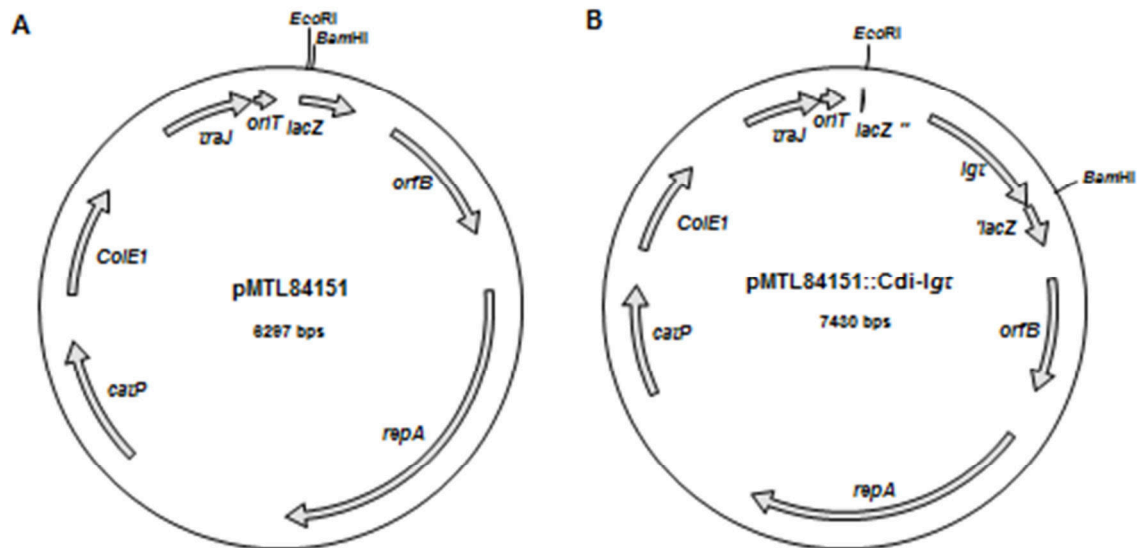 A
EcoRI
BamHI
traJ
oriT
lacZ
orfB
ColE1
pMTL84151
6297 bps
catP
repA
B
EcoRI
traJ
oriT
lacZ''
lgt
BamHI
'lacZ
ColE1
pMTL84151::Cdi-lgt
7480 bps
orfB
catP
repA